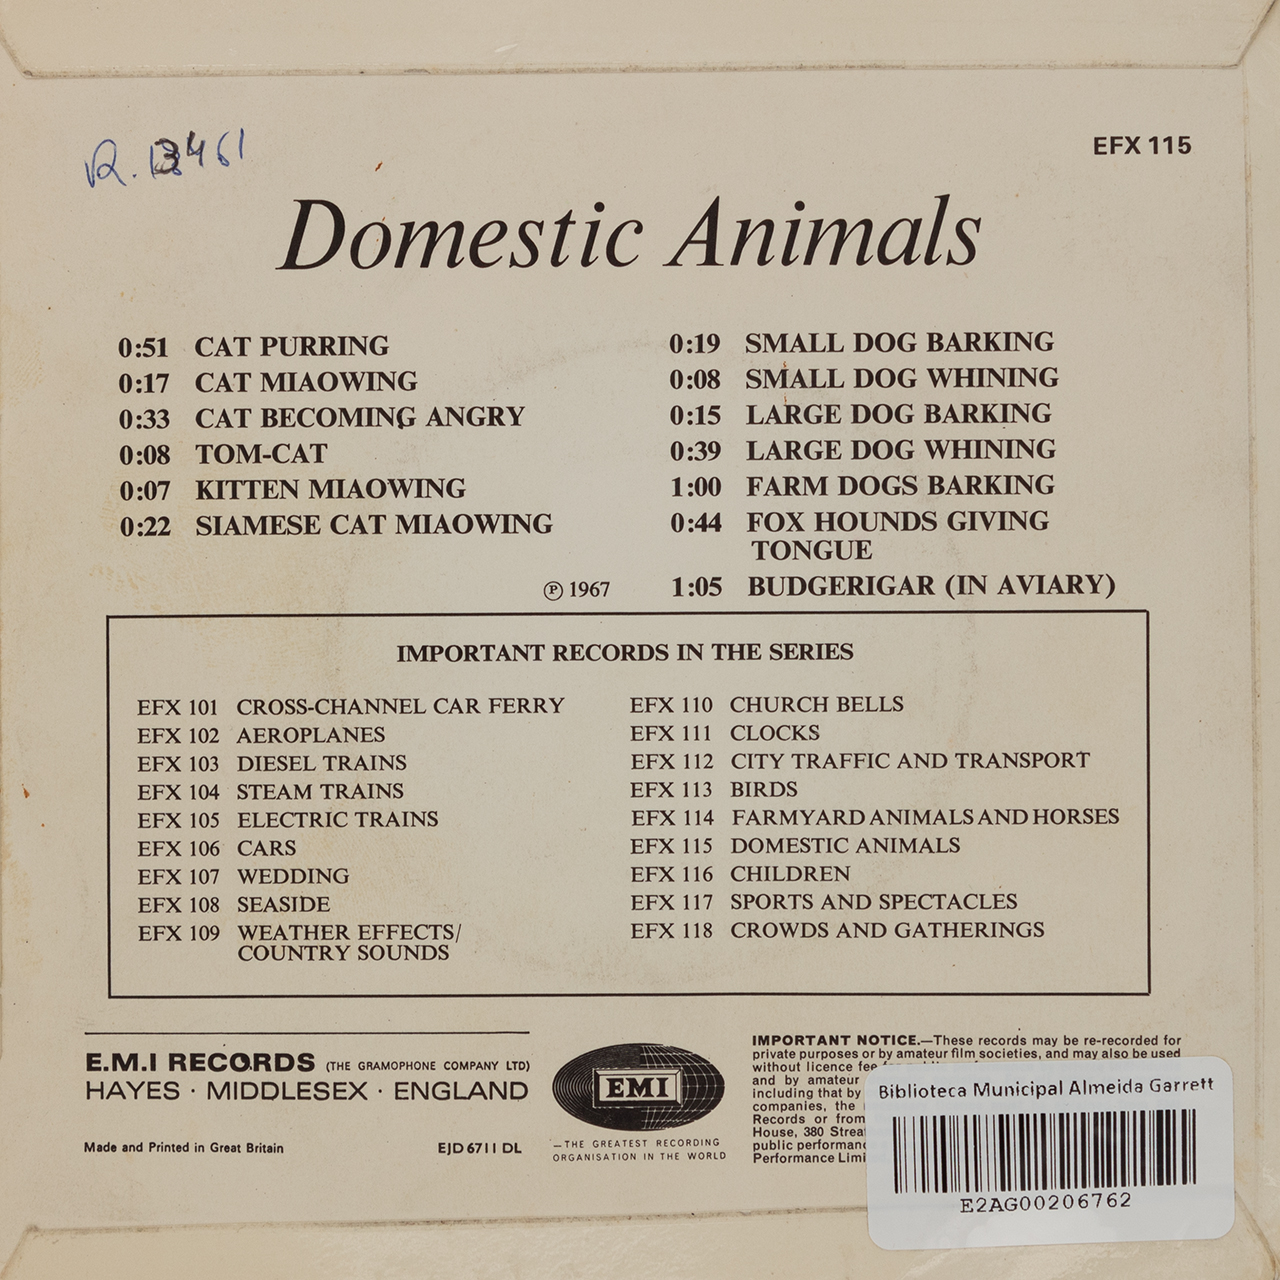 R. 13461
EFX 115
Domestic Animals
0:51 CAT PURRING
0:17 CAT MIAOWING
0:33 CAT BECOMING ANGRY
0:08 TOM-CAT
0:07 KITTEN MIAOWING
0:22 SIAMESE CAT MIAOWING
Ⓟ 1967
0:19 SMALL DOG BARKING
0:08 SMALL DOG WHINING
0:15 LARGE DOG BARKING
0:39 LARGE DOG WHINING
1:00 FARM DOGS BARKING
0:44 FOX HOUNDS GIVING
TONGUE
1:05 BUDGERIGAR (IN AVIARY)
IMPORTANT RECORDS IN THE SERIES
EFX 101 CROSS-CHANNEL CAR FERRY
EFX 102 AEROPLANES
EFX 103 DIESEL TRAINS
EFX 104 STEAM TRAINS
EFX 105 ELECTRIC TRAINS
EFX 106 CARS
EFX 107 WEDDING
EFX 108 SEASIDE
EFX 109 WEATHER EFFECTS/
COUNTRY SOUNDS
EFX 110 CHURCH BELLS
EFX 111 CLOCKS
EFX 112 CITY TRAFFIC AND TRANSPORT
EFX 113 BIRDS
EFX 114 FARMYARD ANIMALS AND HORSES
EFX 115 DOMESTIC ANIMALS
EFX 116 CHILDREN
EFX 117 SPORTS AND SPECTACLES
EFX 118 CROWDS AND GATHERINGS
E.M.I RECORDS (THE GRAMOPHONE COMPANY LTD)
HAYES · MIDDLESEX · ENGLAND
Made and Printed in Great Britain EJD 6711 DL
EMI
—THE GREATEST RECORDING
ORGANISATION IN THE WORLD
IMPORTANT NOTICE.—These records may be re-recorded for
private purposes or by amateur film societies, and may also be used
without licence fee
and by amateur
including that by
companies, the
Records or from
House, 380
public
Performance
Biblioteca Municipal Almeida Garrett
E2AG00206762